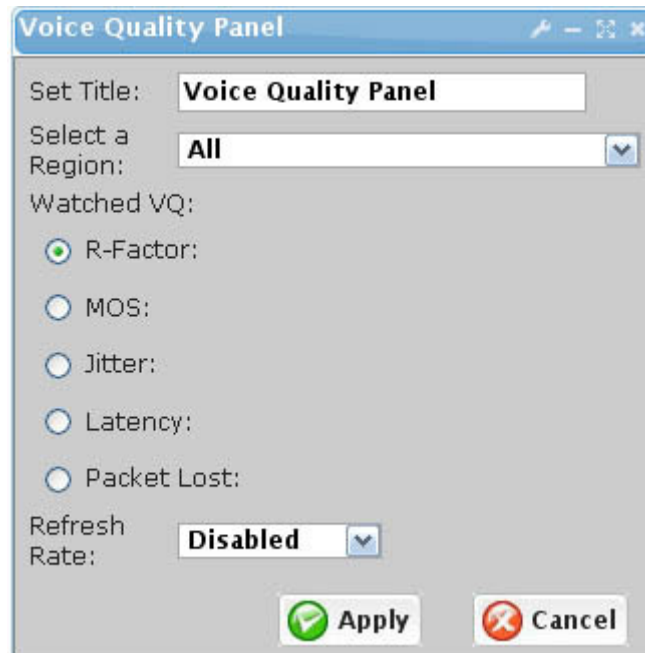 Voice Quality Panel
Set Title: Voice Quality Panel
Select a
Region: All
Watched VQ:
R-Factor:
MOS:
Jitter:
Latency:
Packet Lost:
Refresh
Rate: Disabled
Apply Cancel